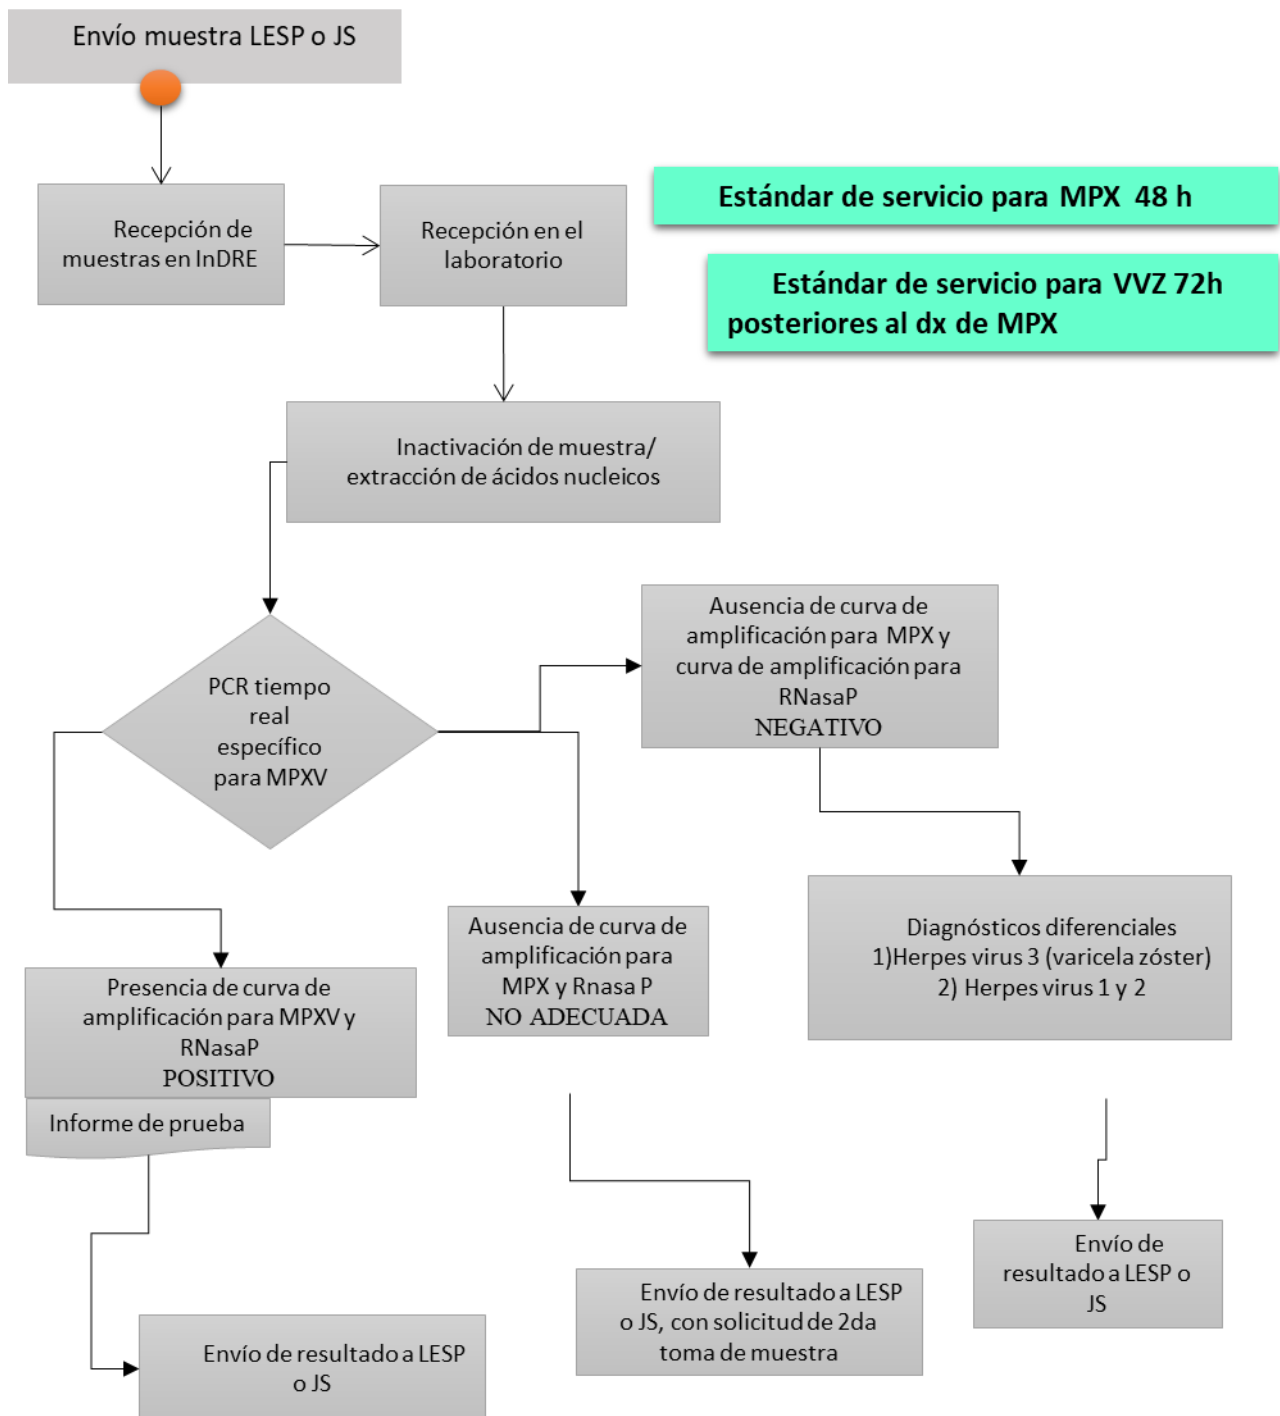 Envío muestra LESP o JS
Recepción de
muestras en InDRE
Recepción en el
laboratorio
Estándar de servicio para MPX 48 h
Estándar de servicio para VVZ 72h
posteriores al dx de MPX
Inactivación de muestra/
extracción de ácidos nucleicos
PCR tiempo
real
específico
para MPXV
Ausencia de curva de
amplificación para MPX y
curva de amplificación para
RNasaP
NEGATIVO
Presencia de curva de
amplificación para MPXV y
RNasaP
POSITIVO
Informe de prueba
Ausencia de curva de
amplificación para
MPX y Rnasa P
NO ADECUADA
Diagnósticos diferenciales
1)Herpes virus 3 (varicela zóster)
2) Herpes virus 1 y 2
Envío de resultado a LESP
o JS
Envío de resultado a LESP
o JS, con solicitud de 2da
toma de muestra
Envío de
resultado a LESP o
JS